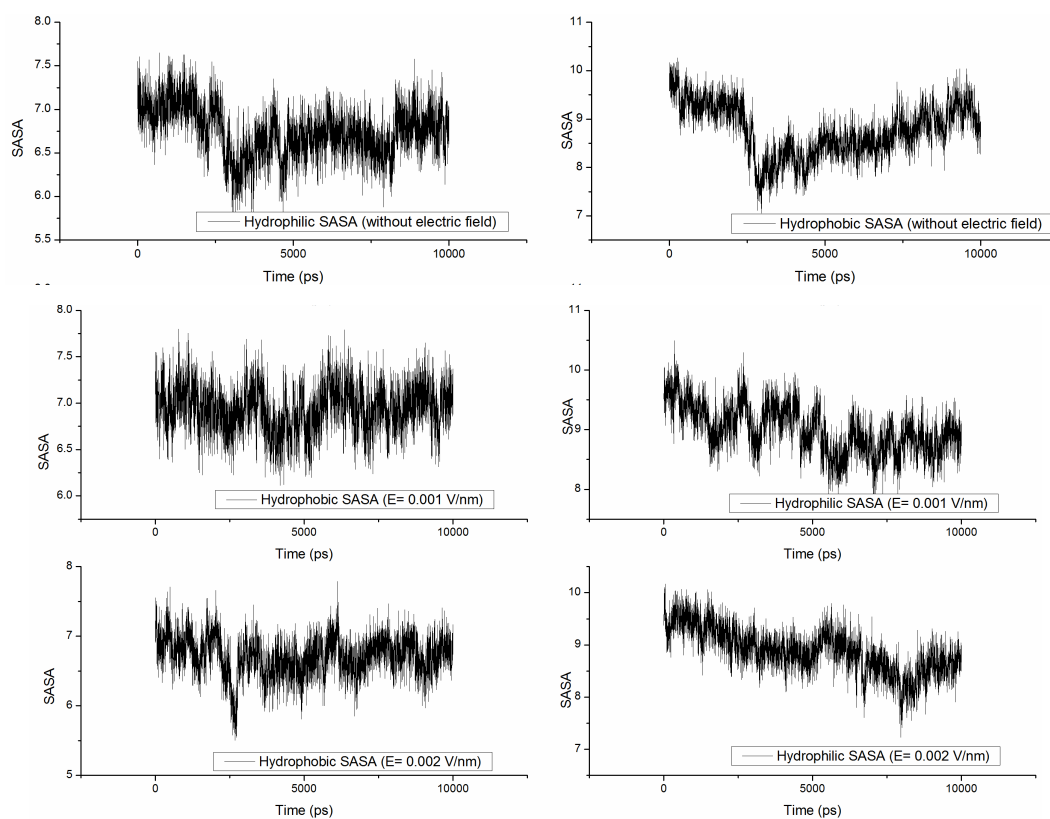 8.0
7.5
7.0
6.5
6.0
5.5
SASA
Hydrophilic SASA (without electric field)
0 5000 10000
Time (ps)
11
10
9
8
7
SASA
Hydrophobic SASA (without electric field)
0 5000 10000
Time (ps)
8.0
7.5
7.0
6.5
6.0
SASA
Hydrophobic SASA (E= 0.001 V/nm)
0 5000 10000
Time (ps)
11
10
9
8
SASA
Hydrophilic SASA (E= 0.001 V/nm)
0 5000 10000
Time (ps)
8
7
6
5
SASA
Hydrophobic SASA (E= 0.002 V/nm)
0 5000 10000
Time (ps)
10
9
8
7
SASA
Hydrophilic SASA (E= 0.002 V/nm)
0 5000 10000
Time (ps)